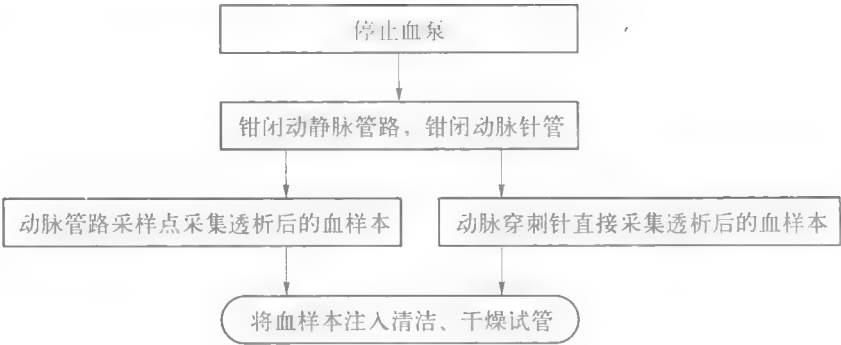 停止血泵
钳闭动静脉管路，钳闭动脉针管
动脉管路采样点采集透析后的血样本
动脉穿刺针直接采集透析后的血样本
将血样本注入清洁、干燥试管